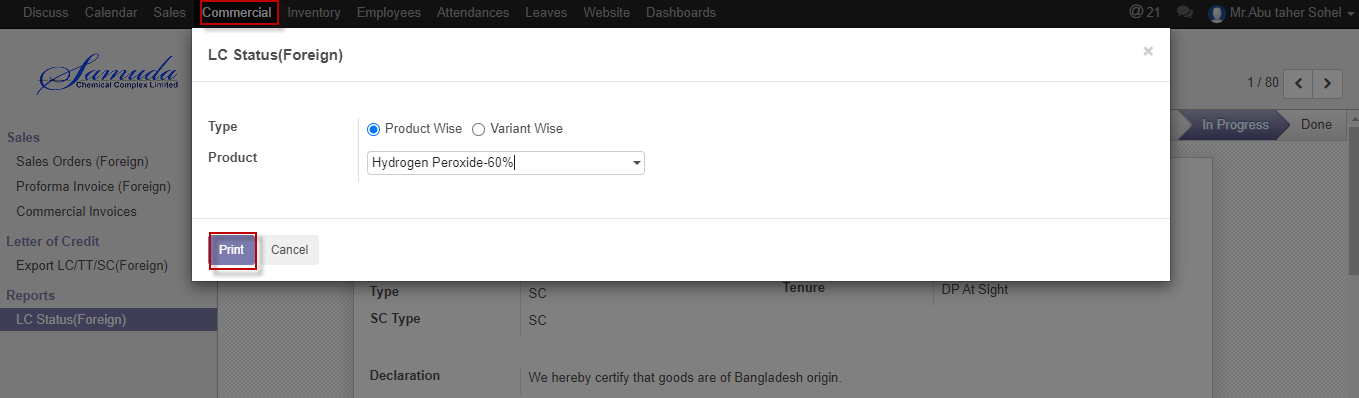 Discuss Calendar Sales Commercial Inventory Employees Attendances Leaves Website Dashboards @ 21 Mr.Abu taher Sohel
Samuda
Chemical Complex Limited
LC Status(Foreign) ×
1 / 80
Type Product Wise Variant Wise
In Progress Done
Sales
Product Hydrogen Peroxide-60%
Sales Orders (Foreign)
Proforma Invoice (Foreign)
Commercial Invoices
Letter of Credit
Print Cancel
Export LC/TT/SC(Foreign)
Reports
Type SC Tenure DP At Sight
LC Status(Foreign)
SC Type SC
Declaration We hereby certify that goods are of Bangladesh origin.